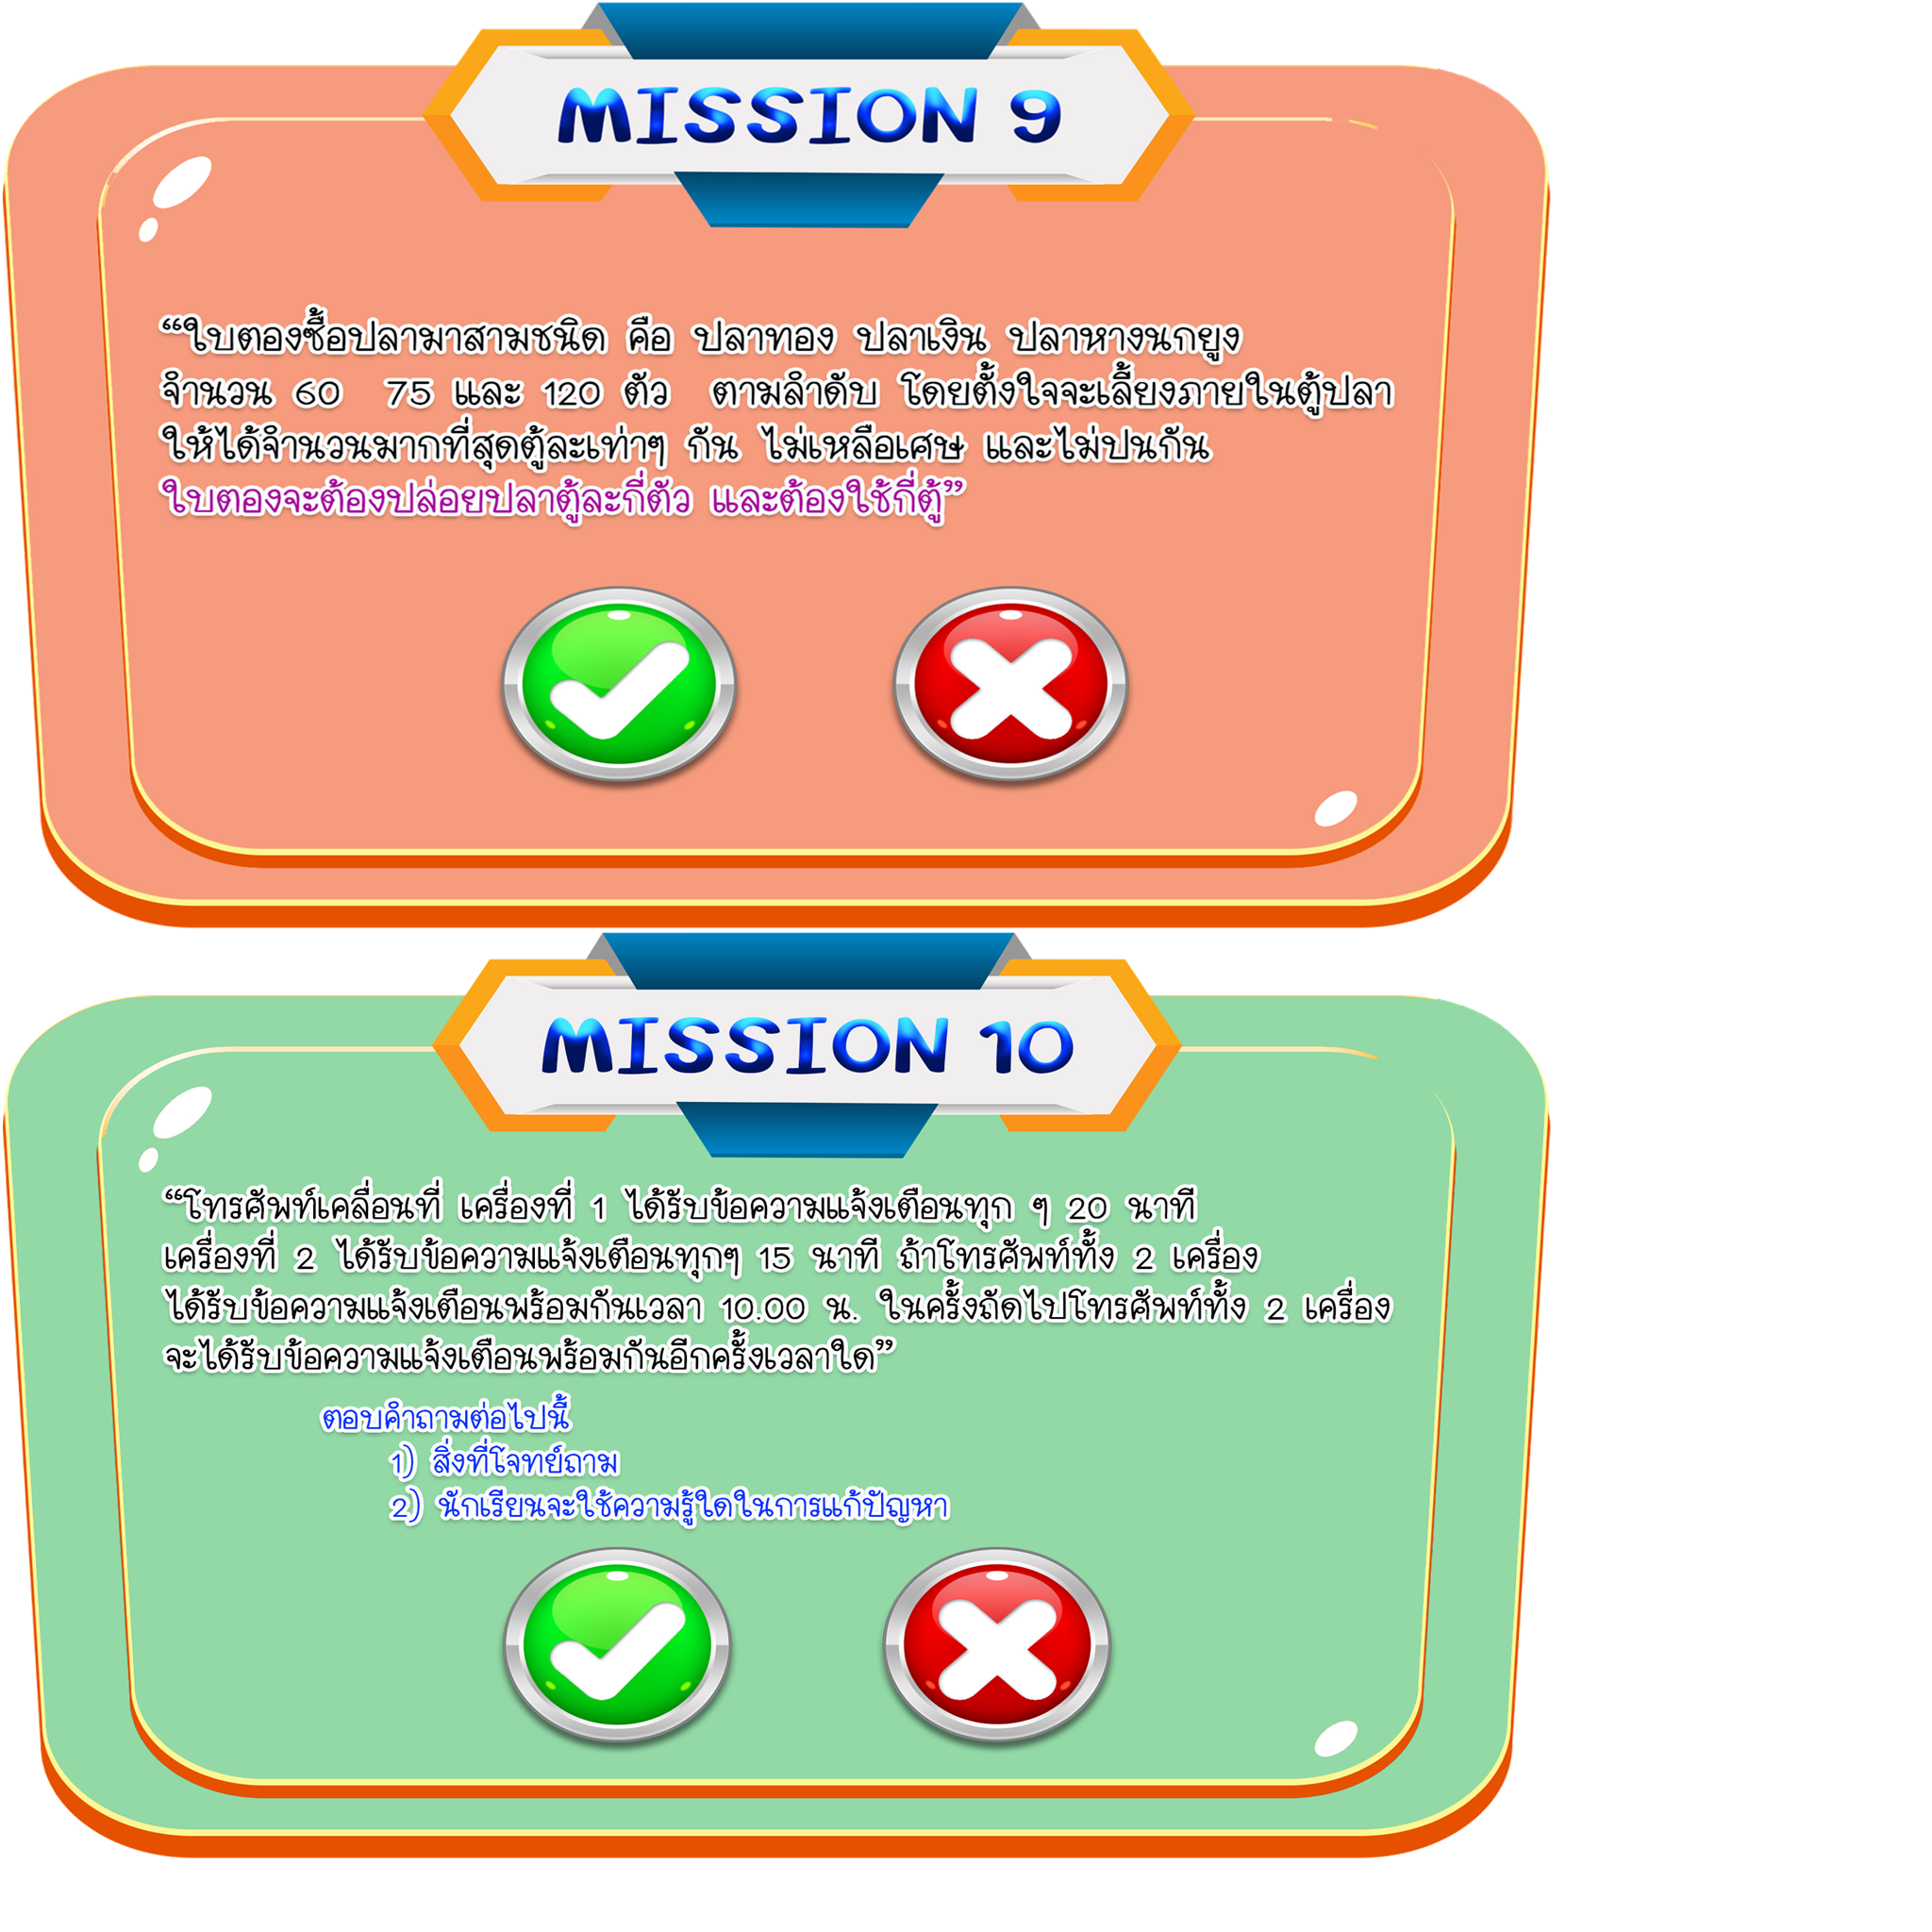 MISSION 9
“ใบตองซื้อปลามาสามชนิด คือ ปลาทอง ปลาเงิน ปลาหางนกยูง
จำนวน 60 75 และ 120 ตัว ตามลำดับ โดยตั้งใจจะเลี้ยงภายในตู้ปลา
ให้ได้จำนวนมากที่สุดตู้ละเท่าๆ กัน ไม่เหลือเศษ และไม่ปนกัน
ใบตองจะต้องปล่อยปลาตู้ละกี่ตัว และต้องใช้กี่ตู้”
MISSION 10
“โทรศัพท์เคลื่อนที่ เครื่องที่ 1 ได้รับข้อความแจ้งเตือนทุก ๆ 20 นาที
เครื่องที่ 2 ได้รับข้อความแจ้งเตือนทุกๆ 15 นาที ถ้าโทรศัพท์ทั้ง 2 เครื่อง
ได้รับข้อความแจ้งเตือนพร้อมกันเวลา 10.00 น. ในครั้งถัดไปโทรศัพท์ทั้ง 2 เครื่อง
จะได้รับข้อความแจ้งเตือนพร้อมกันอีกครั้งเวลาใด”
ตอบคำถามต่อไปนี้
1) สิ่งที่โจทย์ถาม
2) นักเรียนจะใช้ความรู้ใดในการแก้ปัญหา